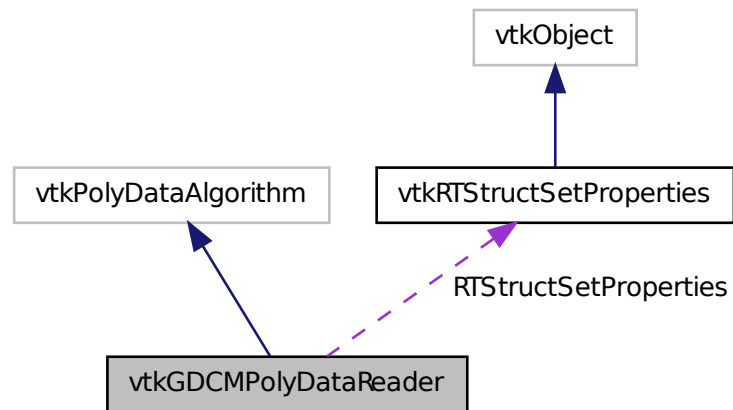 vtkObject
vtkPolyDataAlgorithm
vtkRTStructSetProperties
RTStructSetProperties
vtkGDCMPolyDataReader